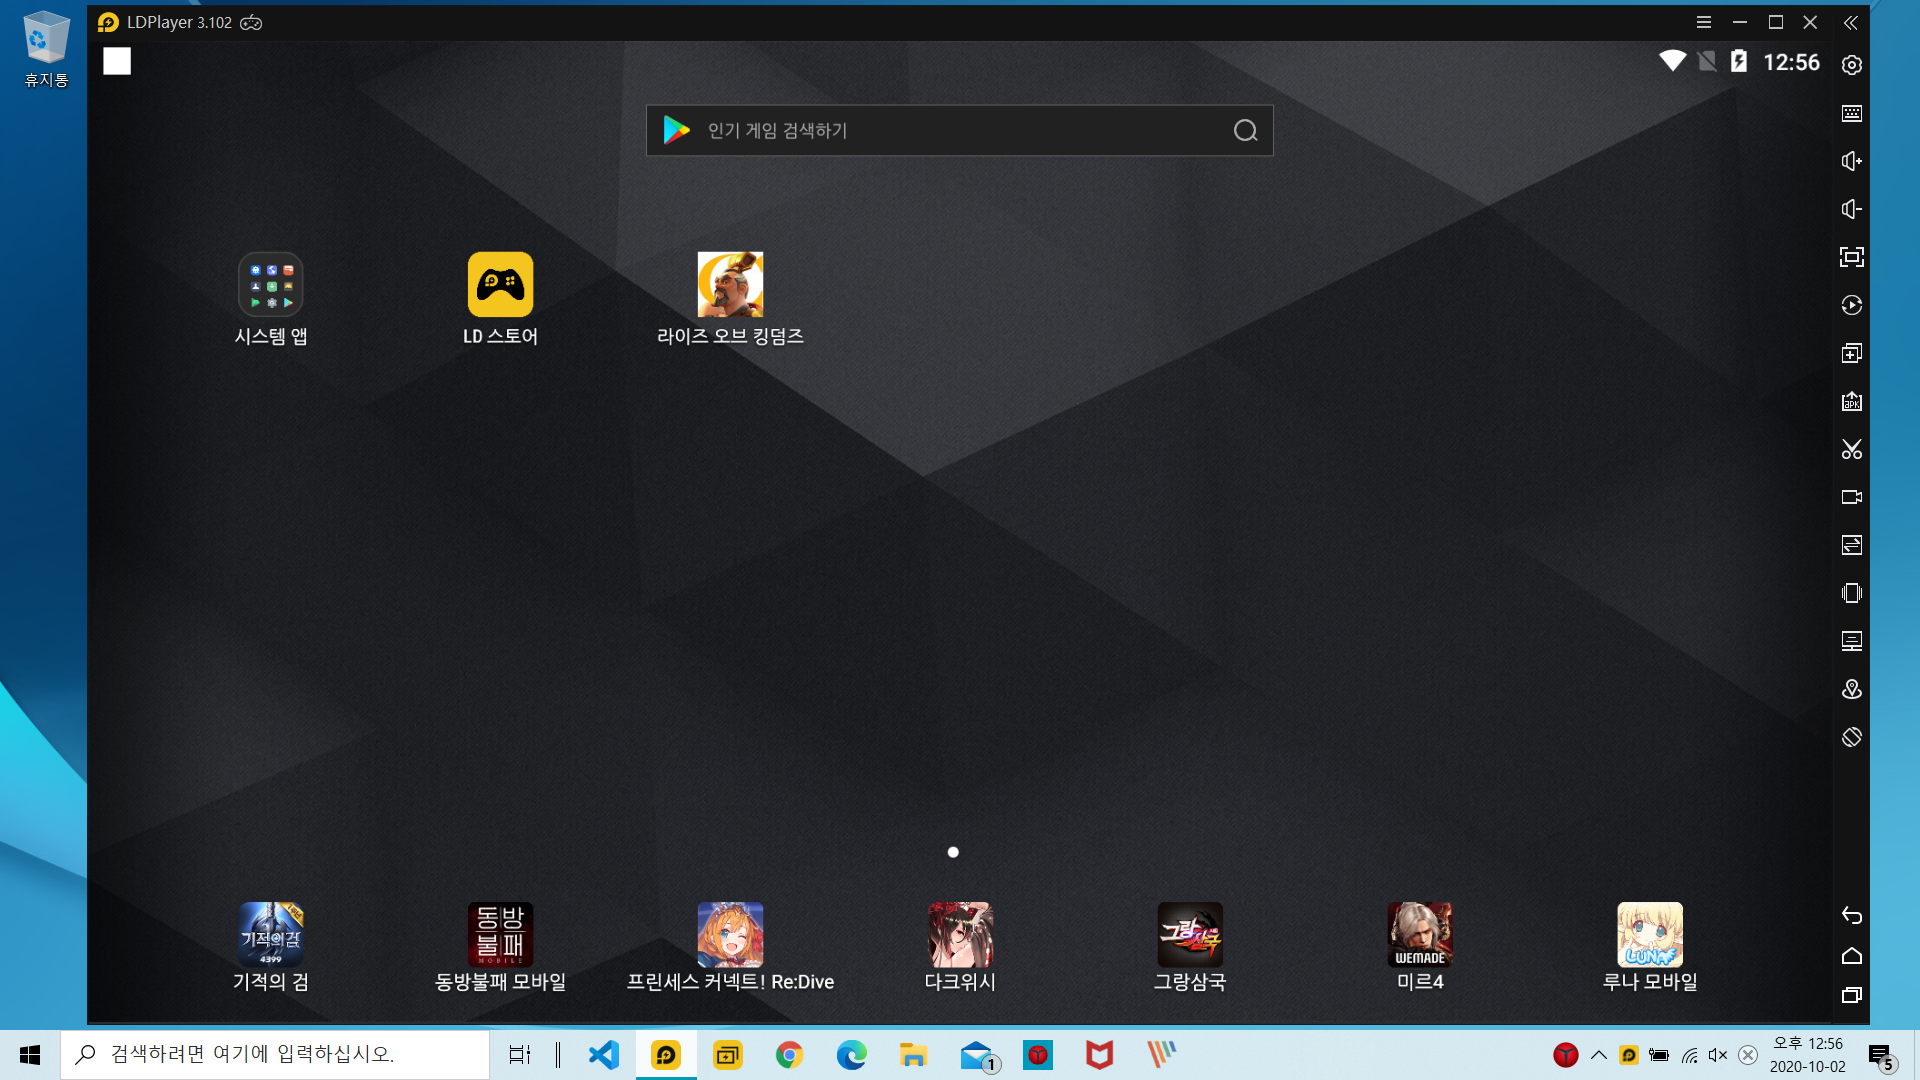 LDPlayer 3.102
휴지통
12:56
인기 게임 검색하기
시스템 앱
LD 스토어
라이즈 오브 킹덤즈
APK
기적의검
4399
동방
불패
MOBILE
그랑삼국
WEMADE
LUNA
기적의 검
동방불패 모바일
프린세스 커넥트! Re:Dive
다크위시
그랑삼국
미르4
루나 모바일
검색하려면 여기에 입력하십시오.
1
오후 12:56
2020-10-02
5